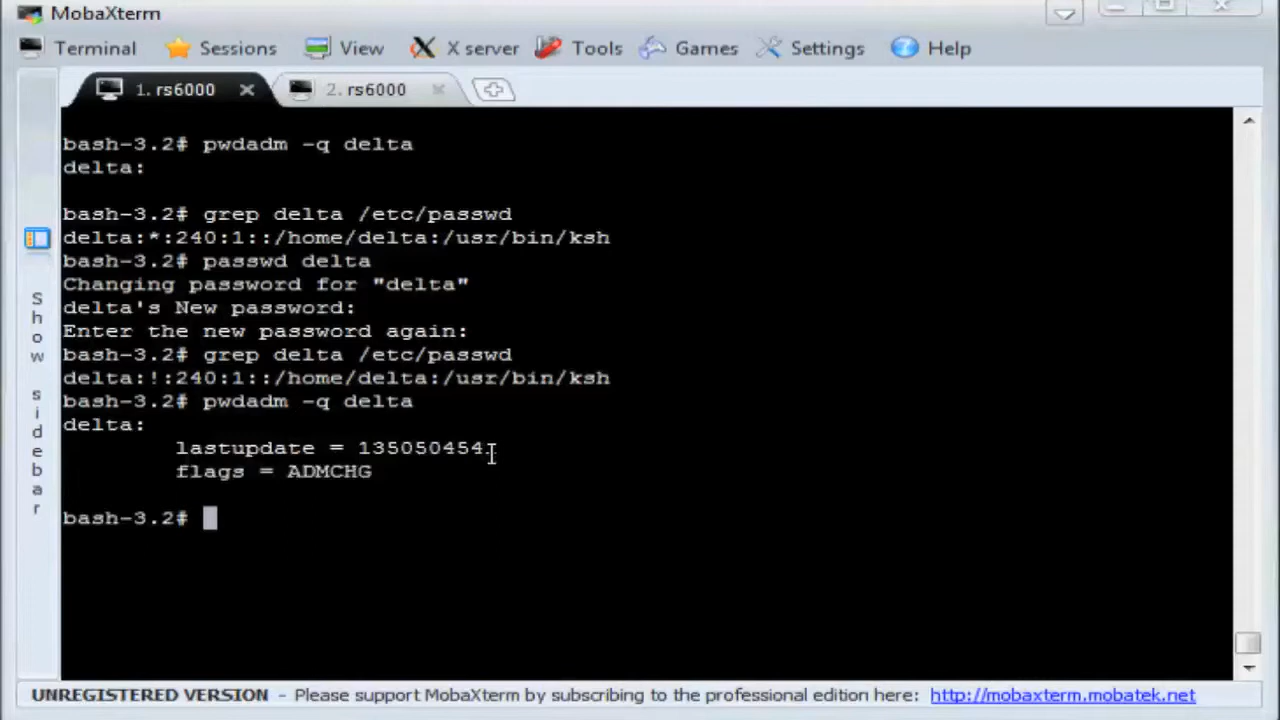 MobaXterm
Terminal Sessions View X server Tools Games Settings Help
1. rs6000 2. rs6000
bash-3.2# pwdadm -q delta
delta:
bash-3.2# grep delta /etc/passwd
delta:*:240:1::/home/delta:/usr/bin/ksh
bash-3.2# passwd delta
Changing password for "delta"
delta's New password:
Enter the new password again:
bash-3.2# grep delta /etc/passwd
delta:!:240:1::/home/delta:/usr/bin/ksh
bash-3.2# pwdadm -q delta
delta:
lastupdate = 135050454
flags = ADMCHG
bash-3.2#
Show sidebar
UNREGISTERED VERSION - Please support MobaXterm by subscribing to the professional edition here: http://mobaxterm.mobatek.net